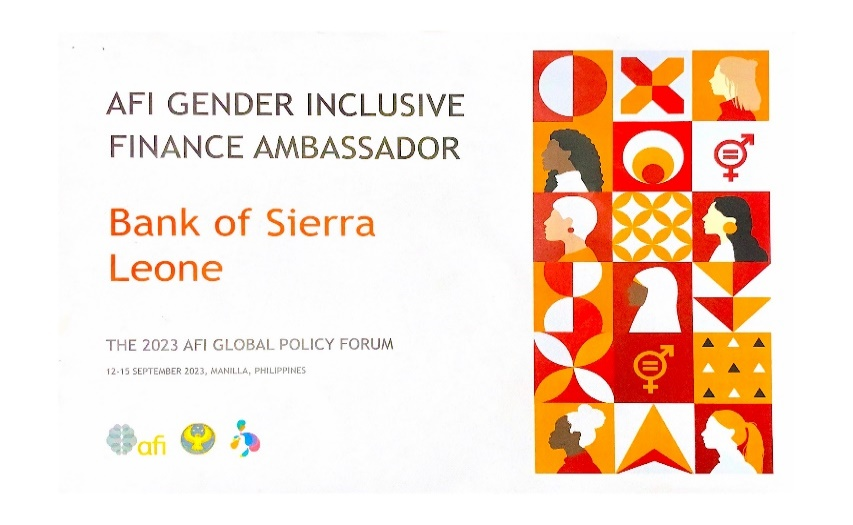 AFI GENDER INCLUSIVE
FINANCE AMBASSADOR
Bank of Sierra
Leone
THE 2023 AFI GLOBAL POLICY FORUM
12-15 SEPTEMBER 2023, MANILLA, PHILIPPINES
afi